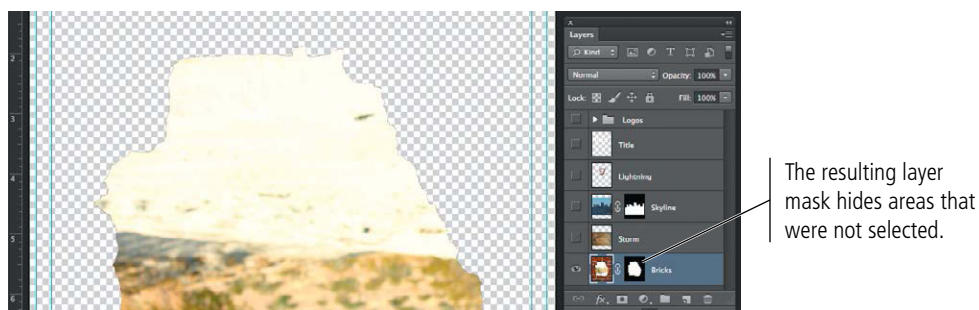 Layers
Kind
T
Normal
Opacity: 100%
Lock:
Fill: 100%
Logos
Title
Lightning
Skyline
Storm
Bricks
fx
2
3
4
5
6
The resulting layer
mask hides areas that
were not selected.